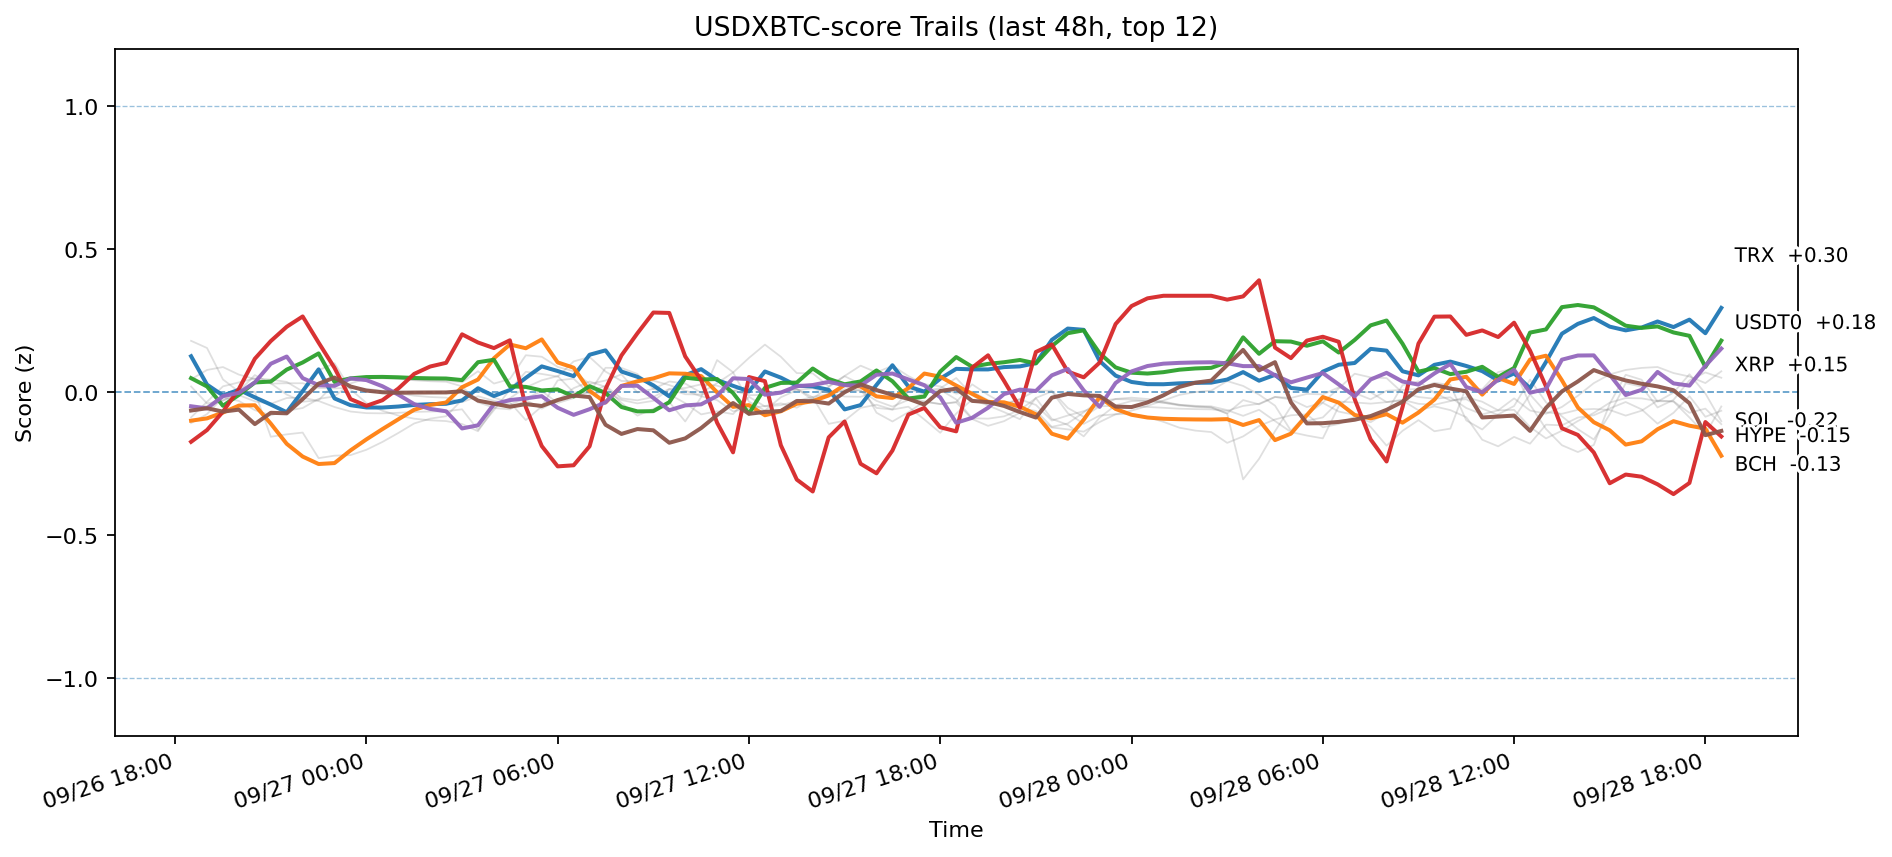 USDXBTC-score Trails (last 48h, top 12)
Score (z)
1.0
0.5
0.0
−0.5
−1.0
TRX +0.30
USDT0 +0.18
XRP +0.15
SOL -0.22
HYPE -0.15
BCH -0.13
09/26 18:00
09/27 00:00
09/27 06:00
09/27 12:00
09/27 18:00
09/28 00:00
09/28 06:00
09/28 12:00
09/28 18:00
Time